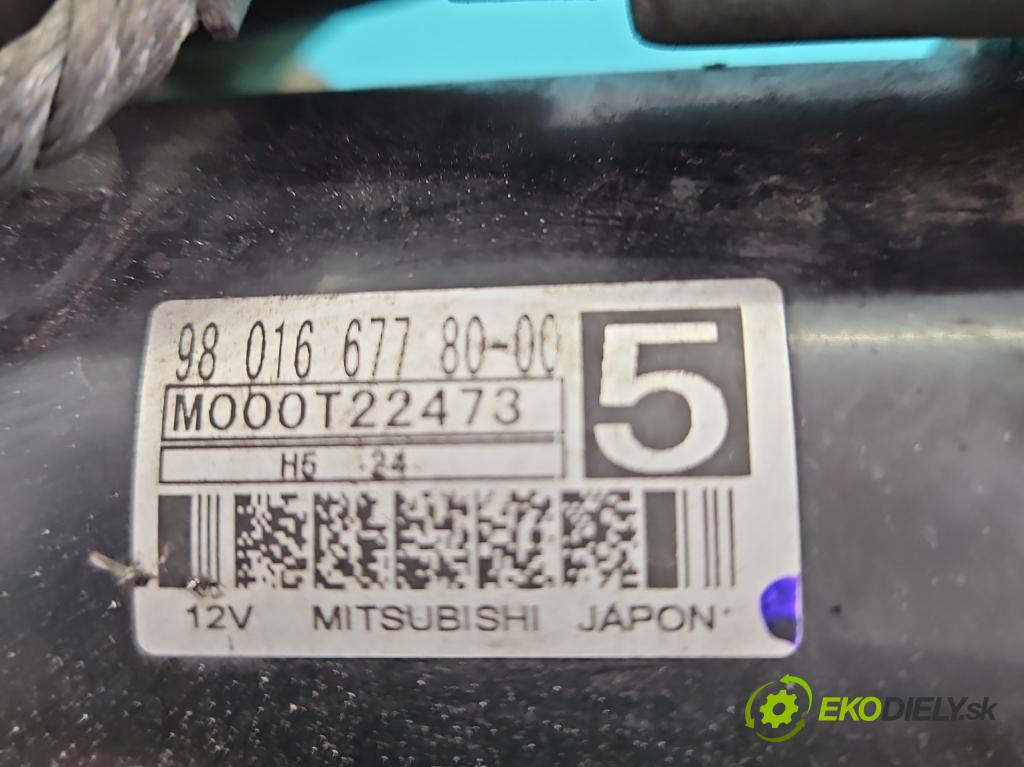 98 016 677 80-00
5
M000T22473
H5 24
12V MITSUBISHI JAPON
EKODIELY.sk